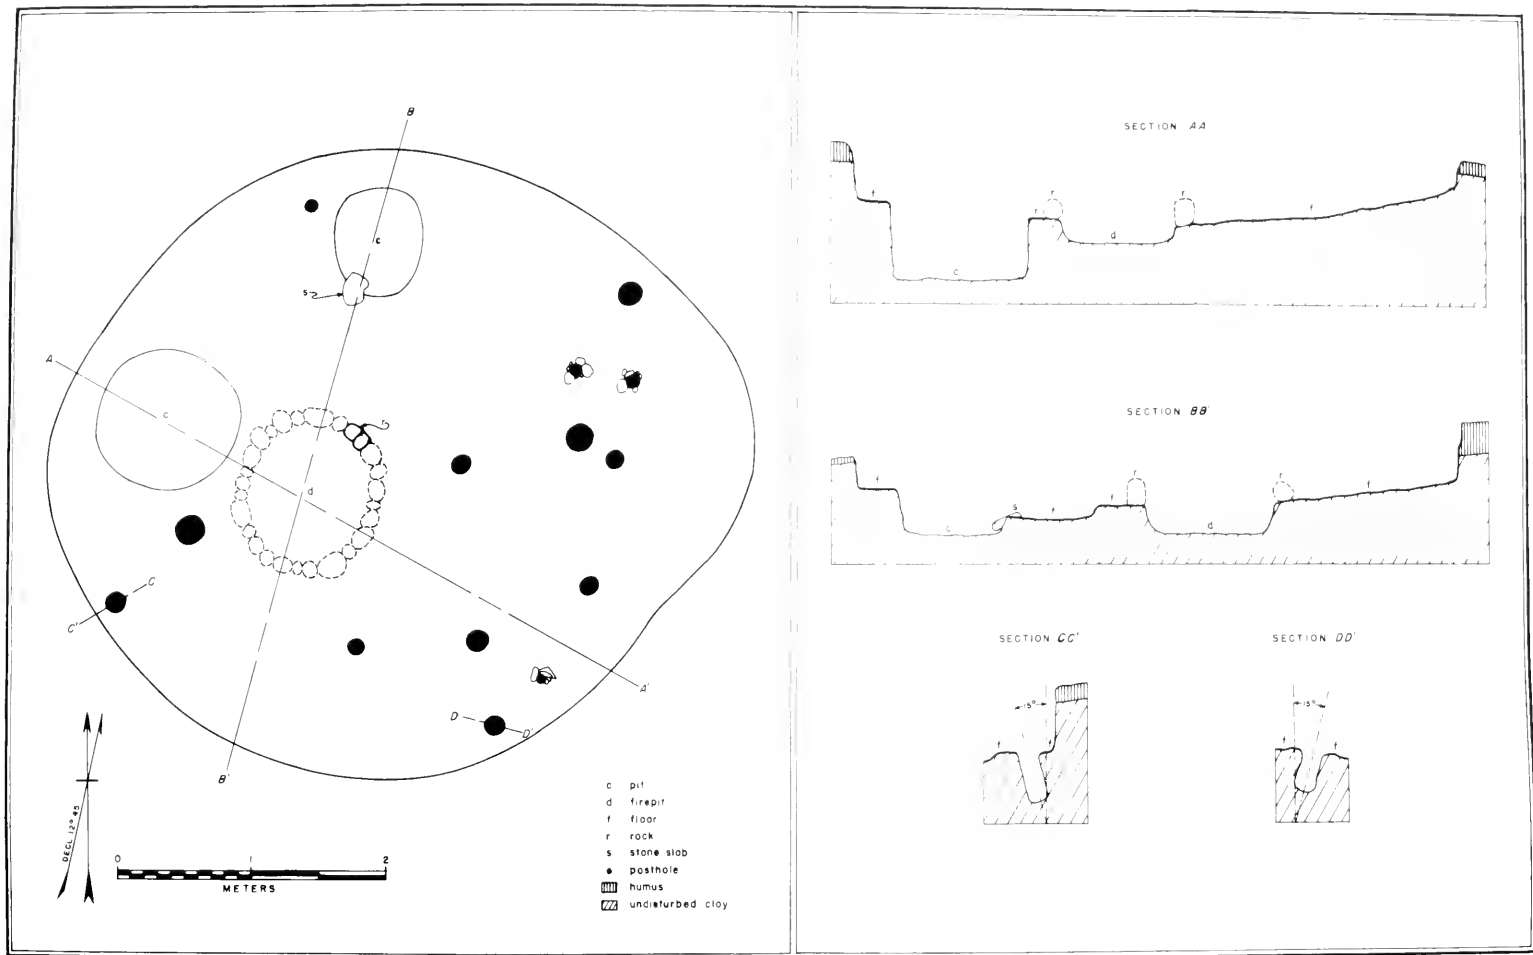 B
c
s
A
c
r
d
C
C'
A'
D
D'
B'
DECL 12° 45
0 1 2
METERS
c pit
d firepit
f floor
r rock
s stone slab
posthole
humus
undisturbed clay
SECTION AA
f r r f
r
d
c
SECTION BB'
f s f f r r f
c d
SECTION CC'
15°
f f
SECTION DD'
15°
f f